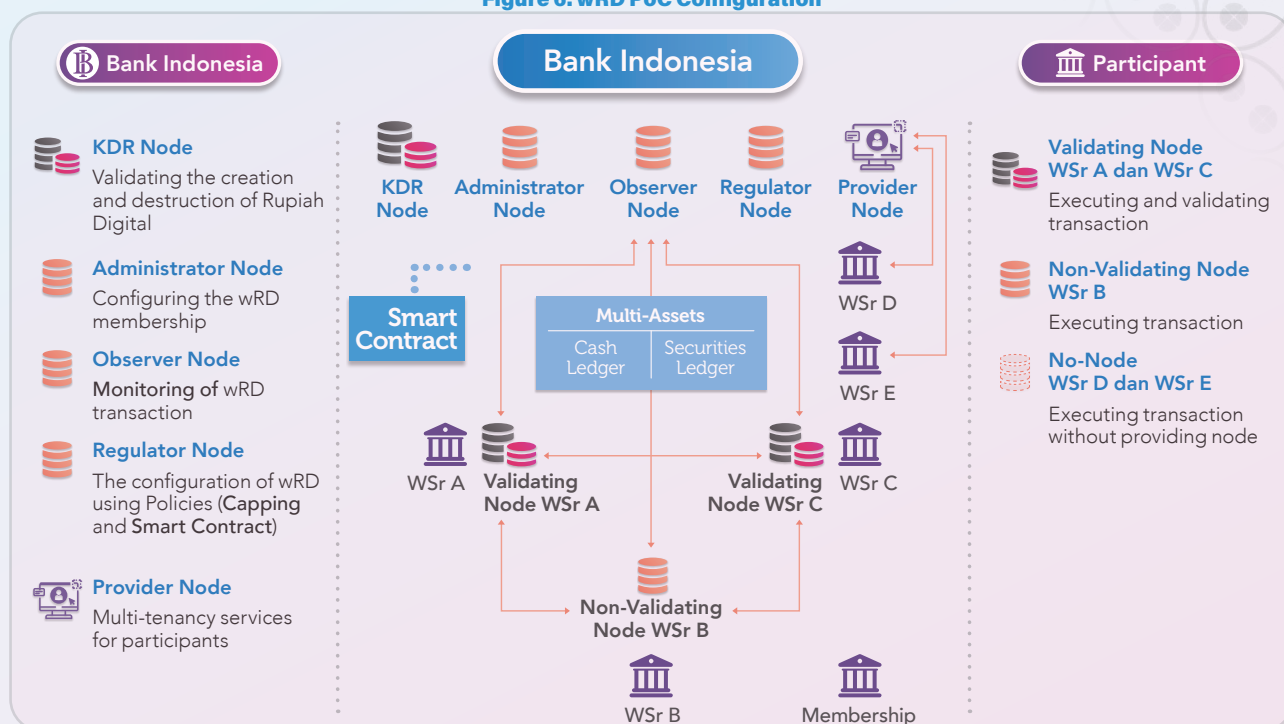 Figure 6. wRD PoC Configuration
Bank Indonesia
KDR Node
Validating the creation
and destruction of Rupiah
Digital
Administrator Node
Configuring the wRD
membership
Observer Node
Monitoring of wRD
transaction
Regulator Node
The configuration of wRD
using Policies (Capping
and Smart Contract)
Provider Node
Multi-tenancy services
for participants
Bank Indonesia
KDR
Node
Administrator
Node
Observer
Node
Regulator
Node
Provider
Node
Smart
Contract
Multi-Assets
Cash
Ledger
Securities
Ledger
WSr D
WSr E
WSr A
Validating
Node WSr A
Validating
Node WSr C
WSr C
Non-Validating
Node WSr B
WSr B
Membership
Participant
Validating Node
WSr A dan WSr C
Executing and validating
transaction
Non-Validating Node
WSr B
Executing transaction
No-Node
WSr D dan WSr E
Executing transaction
without providing node